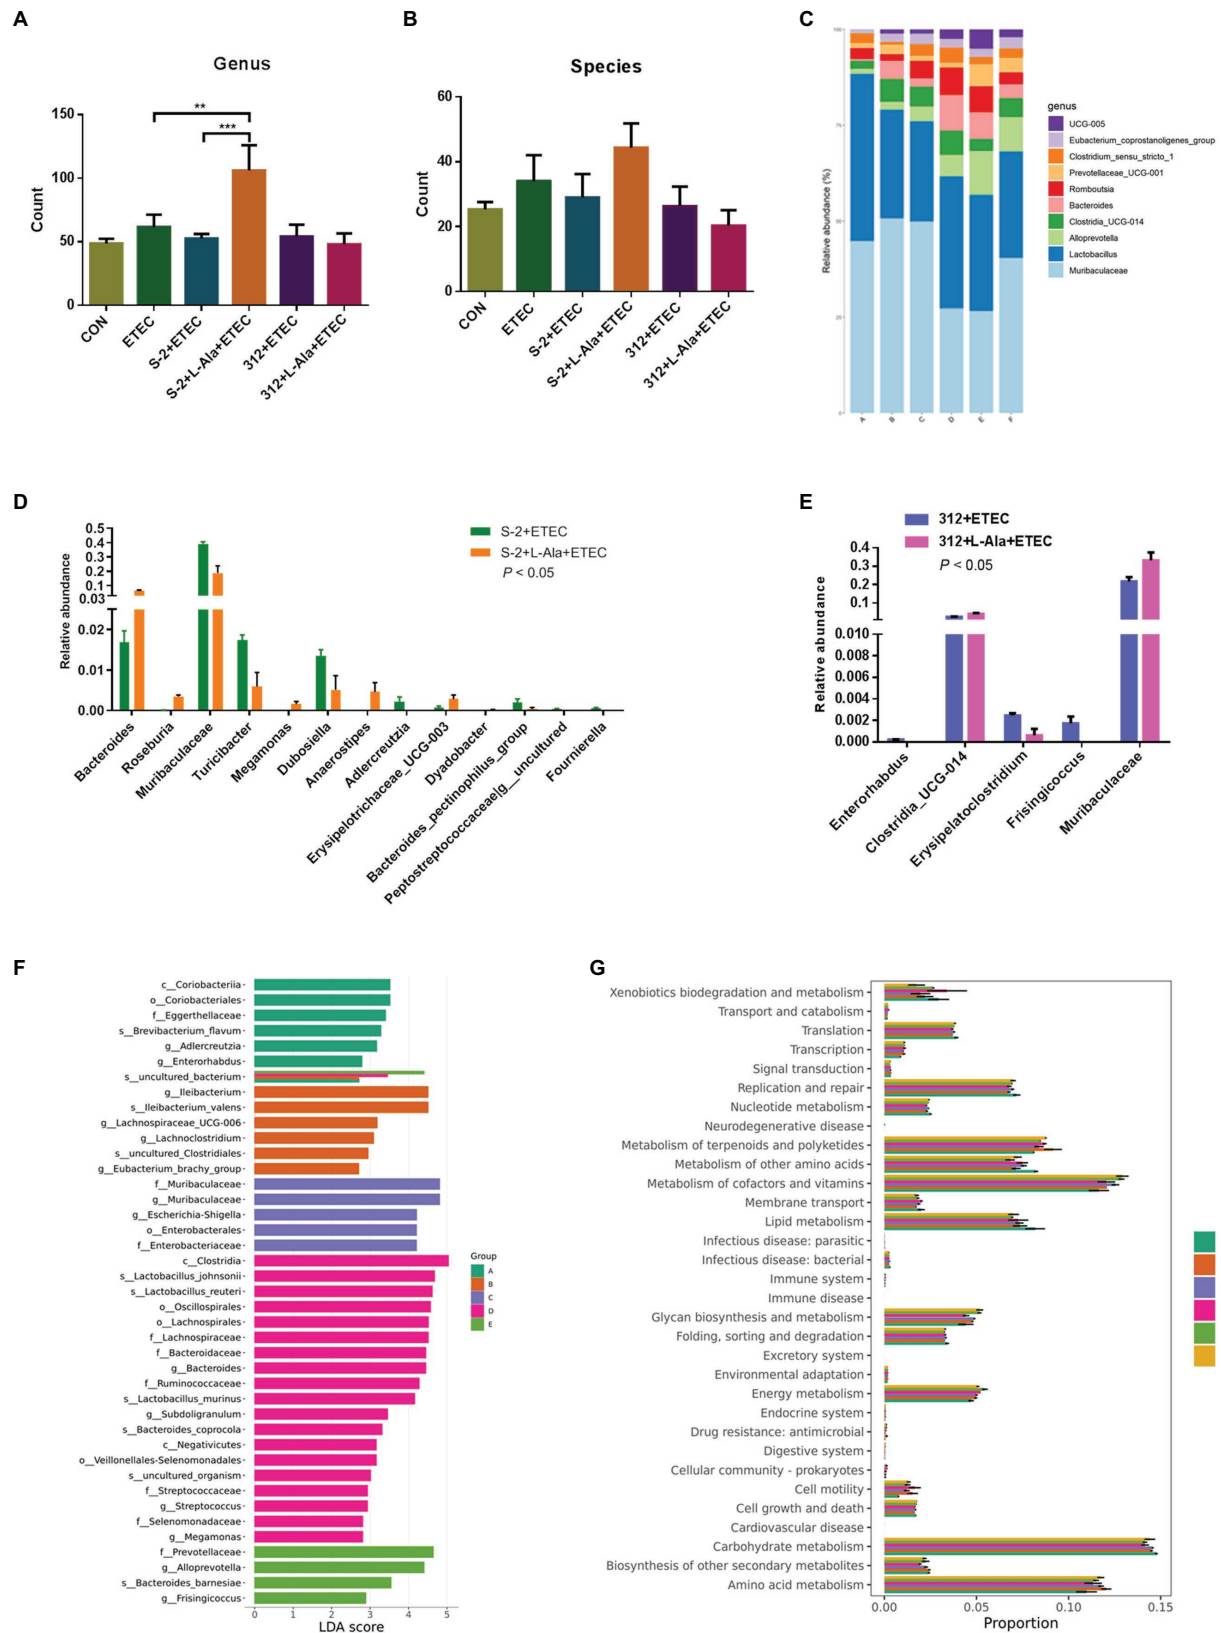 A
Genus
Count
150
100
50
0
**
***
CON
ETEC
S-2+ETEC
S-2+L-Ala+ETEC
312+ETEC
312+L-Ala+ETEC
B
Species
Count
60
40
20
0
CON
ETEC
S-2+ETEC
S-2+L-Ala+ETEC
312+ETEC
312+L-Ala+ETEC
C
Relative abundance (%)
100
75
50
25
0
A B C D E F
genus
UCG-005
Eubacterium_coprostanoligenes_group
Clostridium_sensu_stricto_1
Prevotellaceae_UCG-001
Romboutsia
Bacteroides
Clostridia_UCG-014
Alloprevotella
Lactobacillus
Muribaculaceae
D
Relative abundance
0.5
0.4
0.3
0.2
0.1
0.03
0.02
0.01
0.00
S-2+ETEC
S-2+L-Ala+ETEC
P < 0.05
Bacteroides
Roseburia
Muribaculaceae
Turicibacter
Megamonas
Dubosiella
Anaerostipes
Adlercreutzia
Erysipelotrichaceae_UCG-003
Dyadobacter
Bacteroides_pectinophilus_group
Peptostreptococcaceae|g__uncultured
Fournierella
E
312+ETEC
312+L-Ala+ETEC
P < 0.05
Relative abundance
0.4
0.3
0.2
0.1
0.010
0.008
0.006
0.004
0.002
0.000
Enterorhabdus
Clostridia_UCG-014
Erysipelatoclostridium
Frisingicoccus
Muribaculaceae
F
c__Coriobacteriia
o__Coriobacteriales
f__Eggerthellaceae
s__Brevibacterium_flavum
g__Adlercreutzia
g__Enterorhabdus
s__uncultured_bacterium
g__Ileibacterium
s__Ileibacterium_valens
g__Lachnospiraceae_UCG-006
g__Lachnoclostridium
s__uncultured_Clostridiales
g__Eubacterium_brachy_group
f__Muribaculaceae
g__Muribaculaceae
g__Escherichia-Shigella
o__Enterobacterales
f__Enterobacteriaceae
c__Clostridia
s__Lactobacillus_johnsonii
s__Lactobacillus_reuteri
o__Oscillospirales
o__Lachnospirales
f__Lachnospiraceae
f__Bacteroidaceae
g__Bacteroides
f__Ruminococcaceae
s__Lactobacillus_murinus
g__Subdoligranulum
s__Bacteroides_coprocola
c__Negativicutes
o__Veillonellales-Selenomonadales
s__uncultured_organism
f__Streptococcaceae
g__Streptococcus
f__Selenomonadaceae
g__Megamonas
f__Prevotellaceae
g__Alloprevotella
s__Bacteroides_barnesiae
g__Frisingicoccus
0 1 2 3 4 5
LDA score
Group
A
B
C
D
E
G
Xenobiotics biodegradation and metabolism
Transport and catabolism
Translation
Transcription
Signal transduction
Replication and repair
Nucleotide metabolism
Neurodegenerative disease
Metabolism of terpenoids and polyketides
Metabolism of other amino acids
Metabolism of cofactors and vitamins
Membrane transport
Lipid metabolism
Infectious disease: parasitic
Infectious disease: bacterial
Immune system
Immune disease
Glycan biosynthesis and metabolism
Folding, sorting and degradation
Excretory system
Environmental adaptation
Energy metabolism
Endocrine system
Drug resistance: antimicrobial
Digestive system
Cellular community - prokaryotes
Cell motility
Cell growth and death
Cardiovascular disease
Carbohydrate metabolism
Biosynthesis of other secondary metabolites
Amino acid metabolism
0.00 0.05 0.10 0.15
Proportion